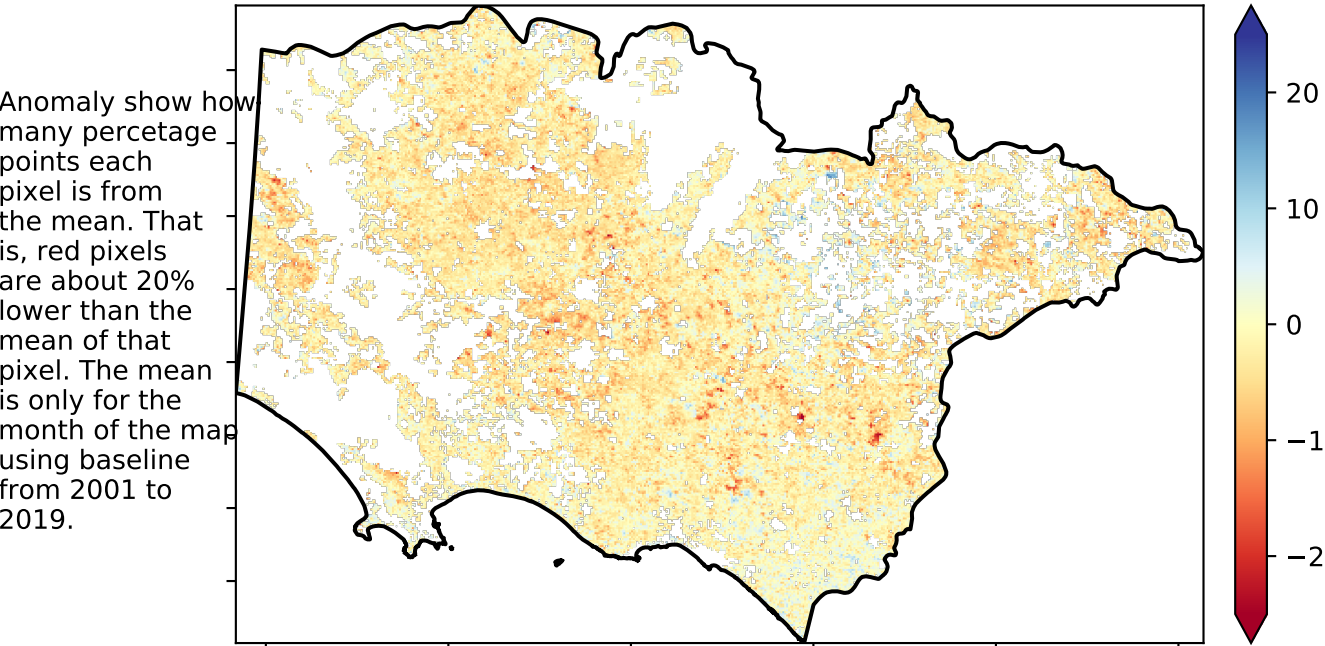 Anomaly show how
many percetage
points each
pixel is from
the mean. That
is, red pixels
are about 20%
lower than the
mean of that
pixel. The mean
is only for the
month of the map
using baseline
from 2001 to
2019.
20
10
0
−1
−2